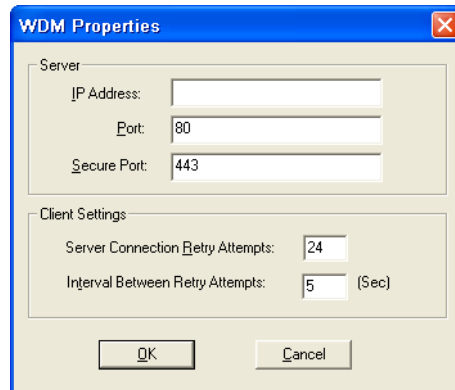 WDM Properties
Server
IP Address:
Port: 80
Secure Port: 443
Client Settings
Server Connection Retry Attempts: 24
Interval Between Retry Attempts: 5 (Sec)
OK Cancel